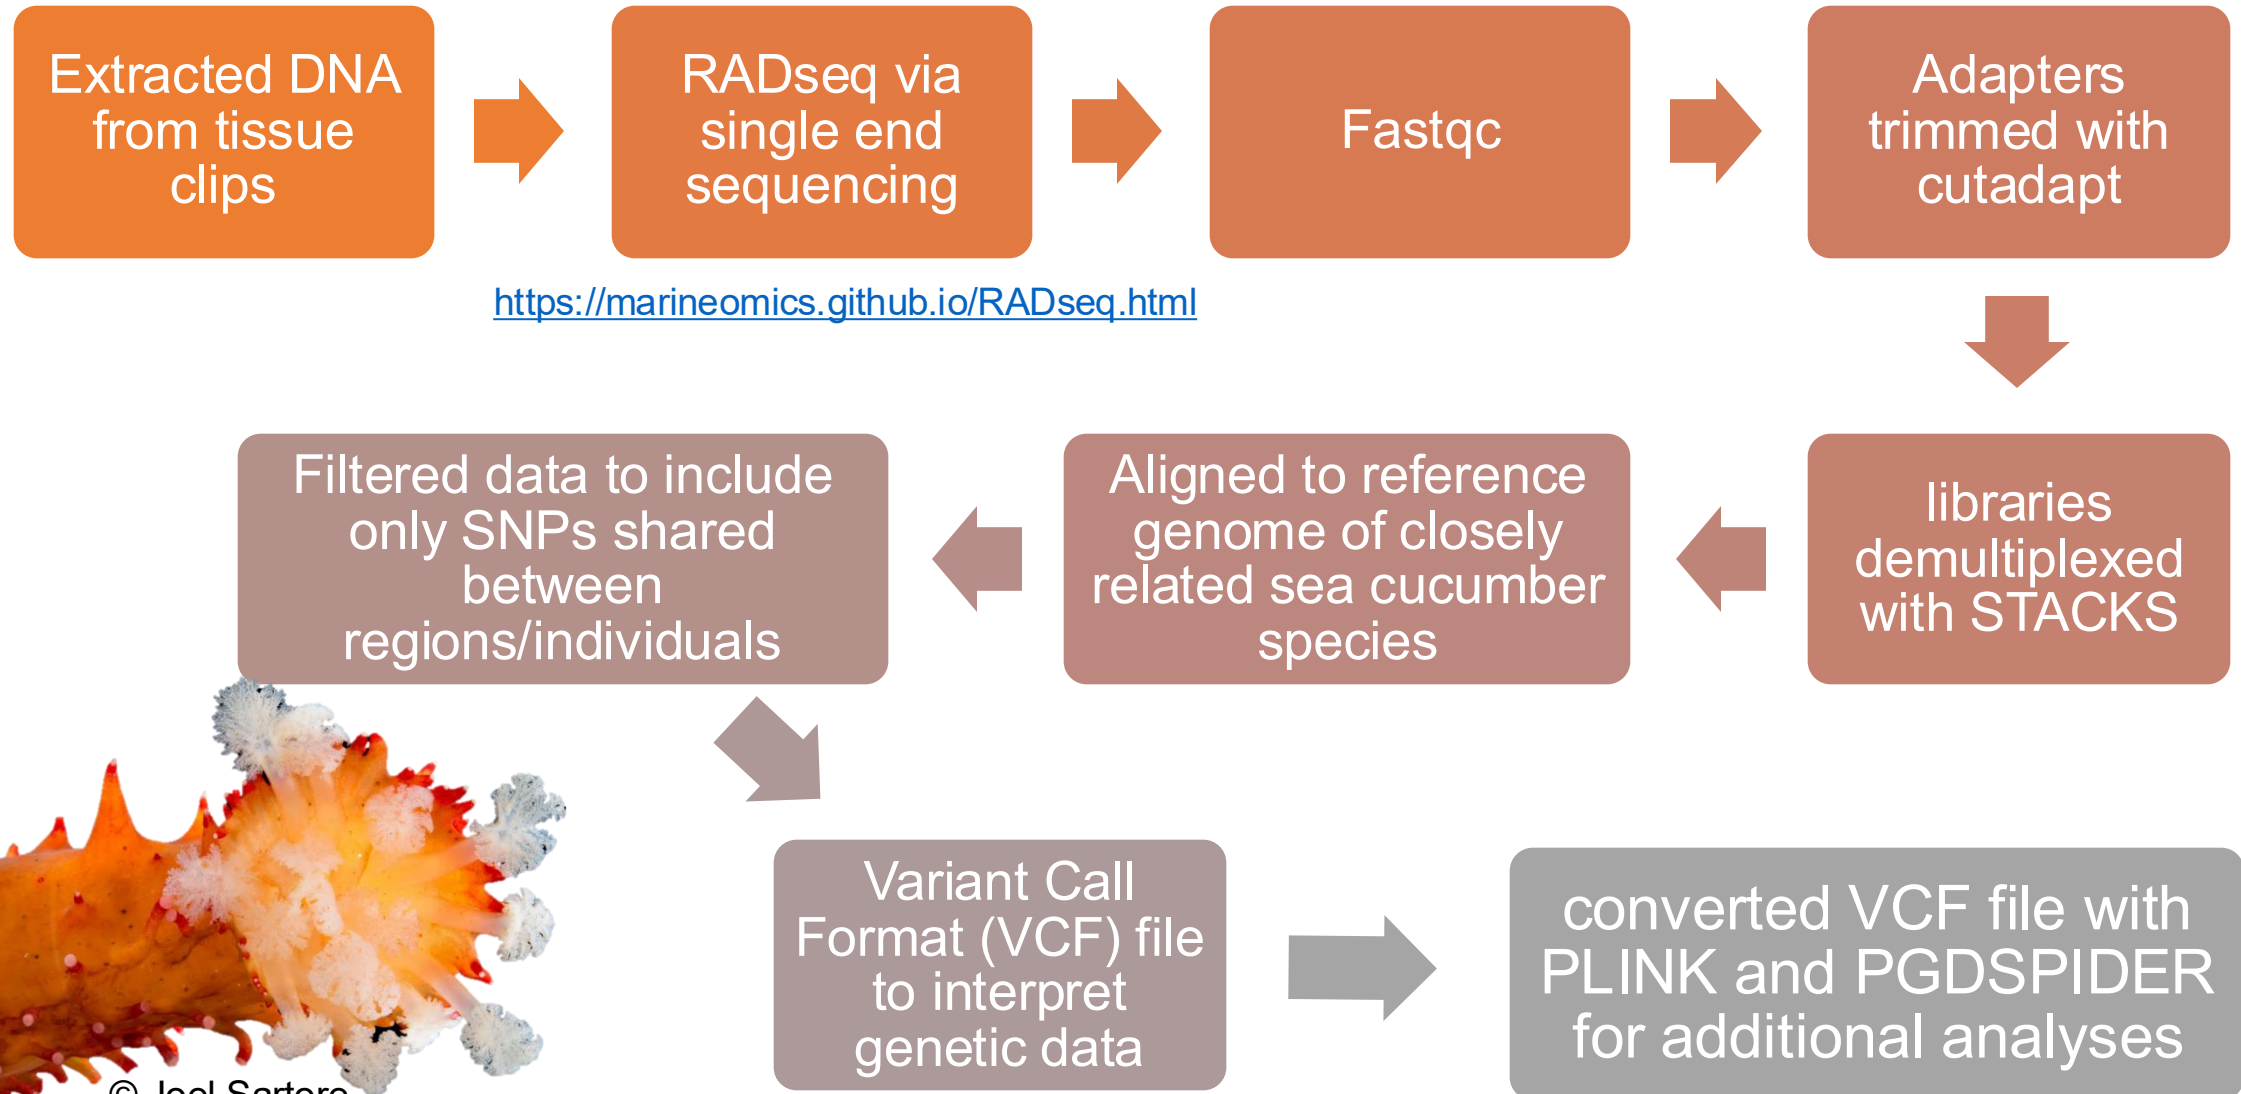 Extracted DNA
from tissue
clips
RADseq via
single end
sequencing
Fastqc
Adapters
trimmed with
cutadapt
https://marineomics.github.io/RADseq.html
libraries
demultiplexed
with STACKS
Aligned to reference
genome of closely
related sea cucumber
species
Filtered data to include
only SNPs shared
between
regions/individuals
Variant Call
Format (VCF) file
to interpret
genetic data
converted VCF file with
PLINK and PGDSPIDER
for additional analyses
© Joel Sartore